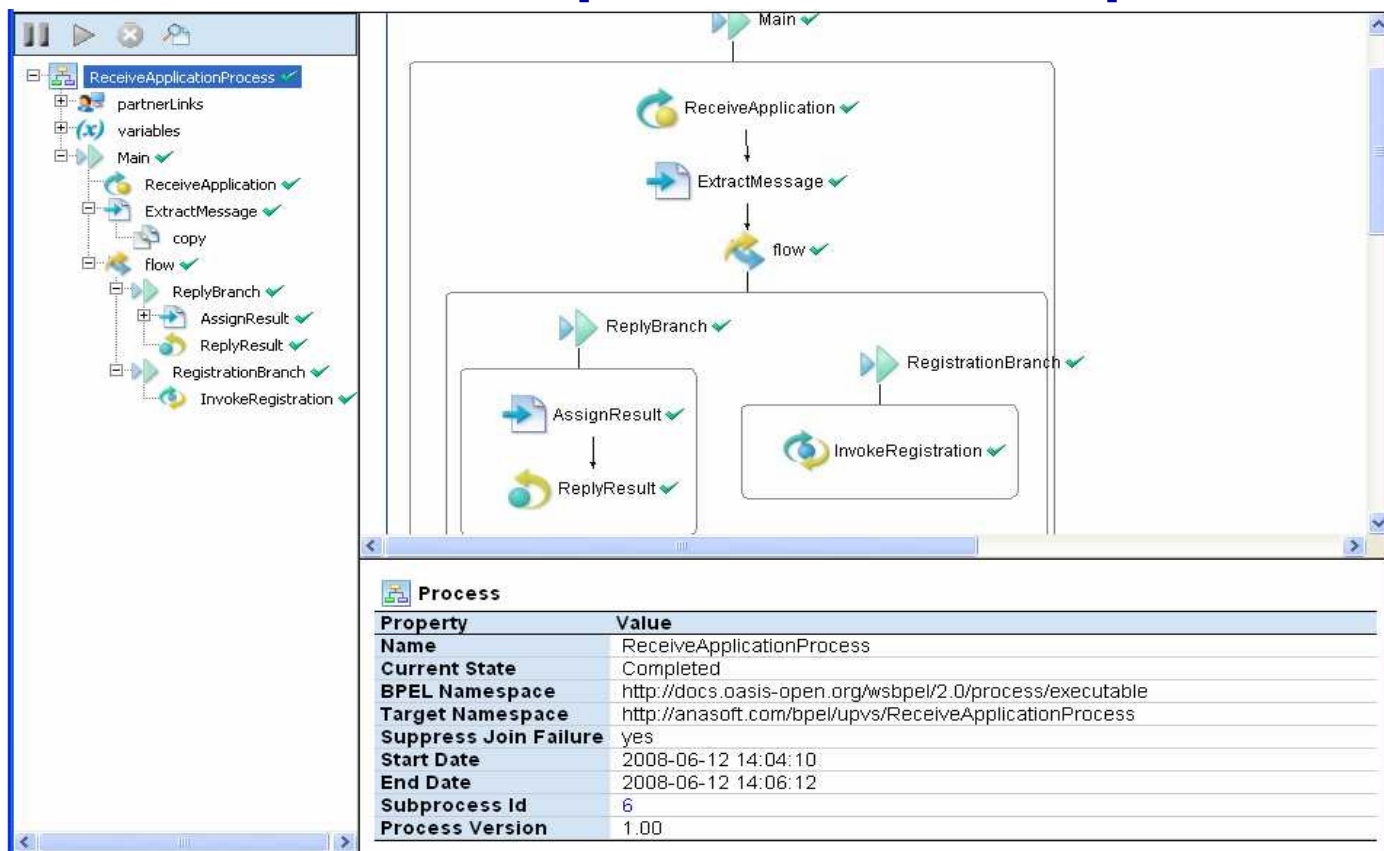 ReceiveApplicationProcess
partnerLinks
(x) variables
Main
ReceiveApplication
ExtractMessage
copy
flow
ReplyBranch
AssignResult
ReplyResult
RegistrationBranch
InvokeRegistration
Main
ReceiveApplication
ExtractMessage
flow
ReplyBranch
RegistrationBranch
AssignResult
InvokeRegistration
ReplyResult
Process
Property Value
Name ReceiveApplicationProcess
Current State Completed
BPEL Namespace http://docs.oasis-open.org/wsbpel/2.0/process/executable
Target Namespace http://anasoft.com/bpel/upvs/ReceiveApplicationProcess
Suppress Join Failure yes
Start Date 2008-06-12 14:04:10
End Date 2008-06-12 14:06:12
Subprocess Id 6
Process Version 1.00